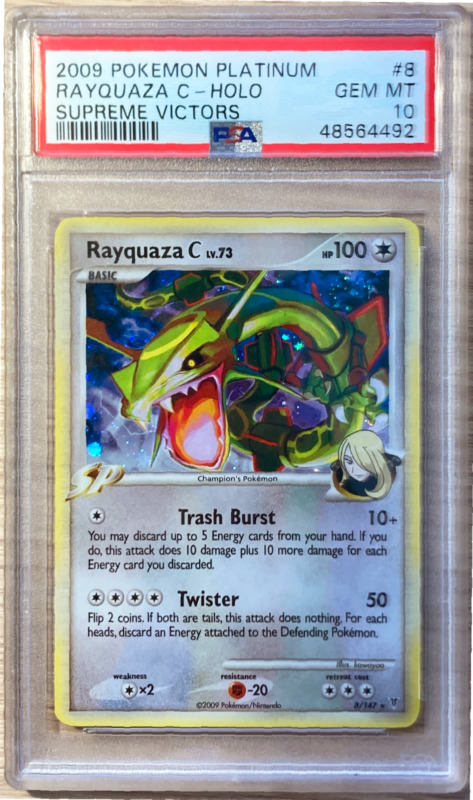 2009 POKEMON PLATINUM #8
RAYQUAZA C-HOLO GEM MT
SUPREME VICTORS 10
PSA 48564492
Rayquaza C LV.73 HP 100
BASIC
SP
Champion's Pokémon
Trash Burst 10+
You may discard up to 5 Energy cards from your hand. If you
do, this attack does 10 damage plus 10 more damage for each
Energy card you discarded.
Twister 50
Flip 2 coins. If both are tails, this attack does nothing. For each
heads, discard an Energy attached to the Defending Pokémon.
Illus. kawayoo
weakness resistance retreat cost
×2 -20
©2009 Pokémon/Nintendo 8/147